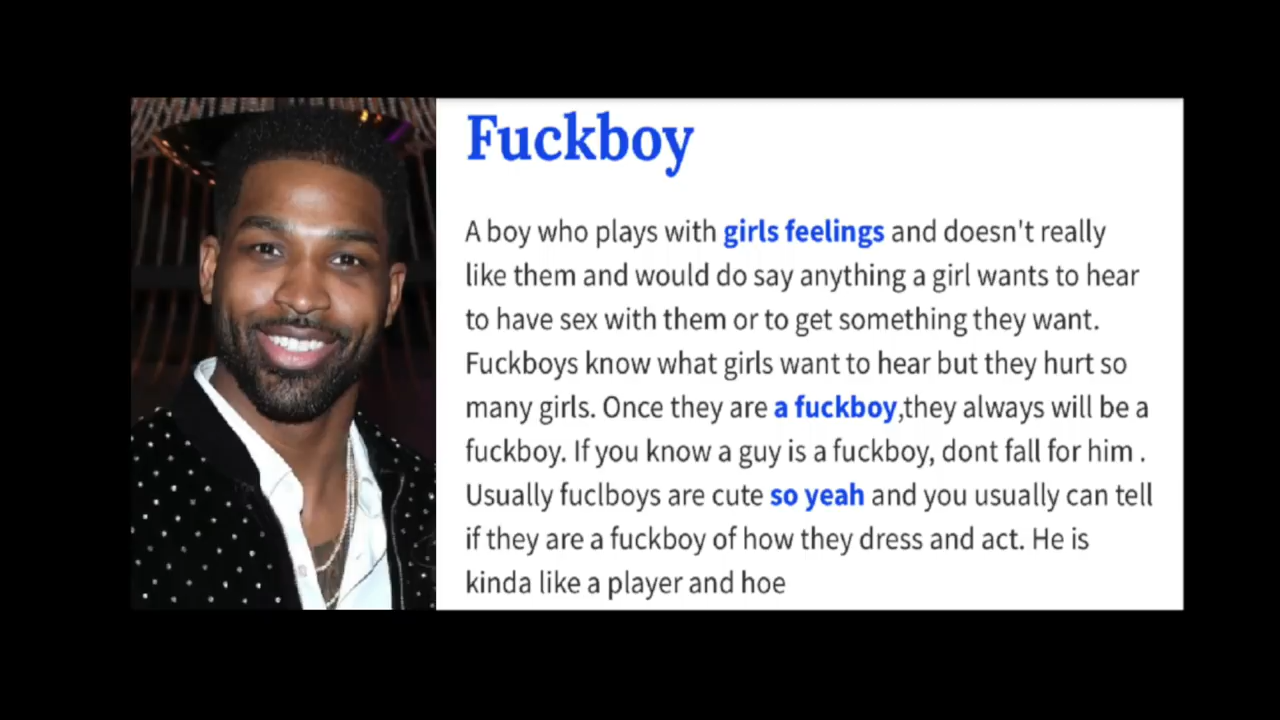 Fuckboy
A boy who plays with girls feelings and doesn't really
like them and would do say anything a girl wants to hear
to have sex with them or to get something they want.
Fuckboys know what girls want to hear but they hurt so
many girls. Once they are a fuckboy,they always will be a
fuckboy. If you know a guy is a fuckboy, dont fall for him .
Usually fuclboys are cute so yeah and you usually can tell
if they are a fuckboy of how they dress and act. He is
kinda like a player and hoe